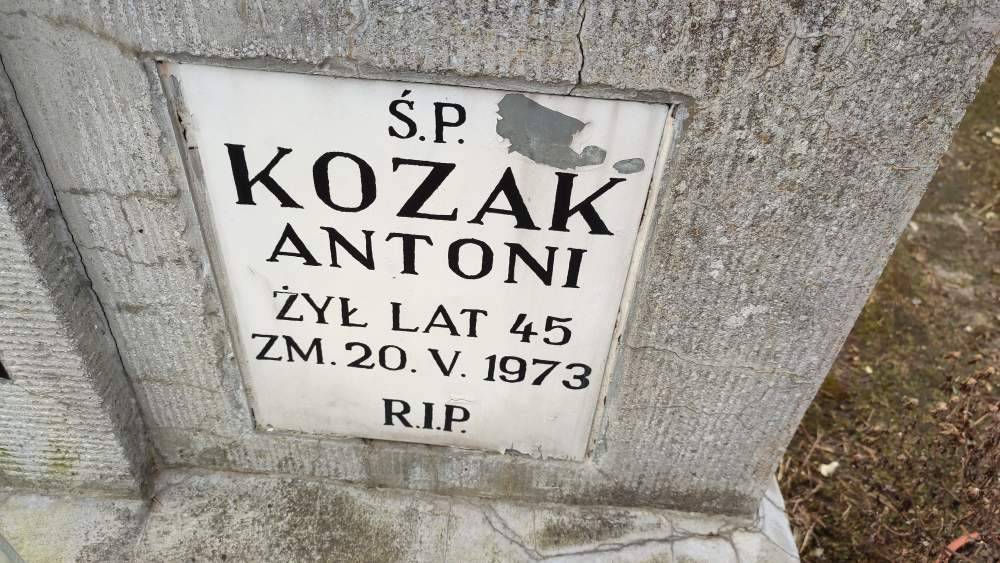 Ś.P.
KOZAK
ANTONI
ŻYŁ LAT 45
ZM. 20. V. 1973
R.I.P.